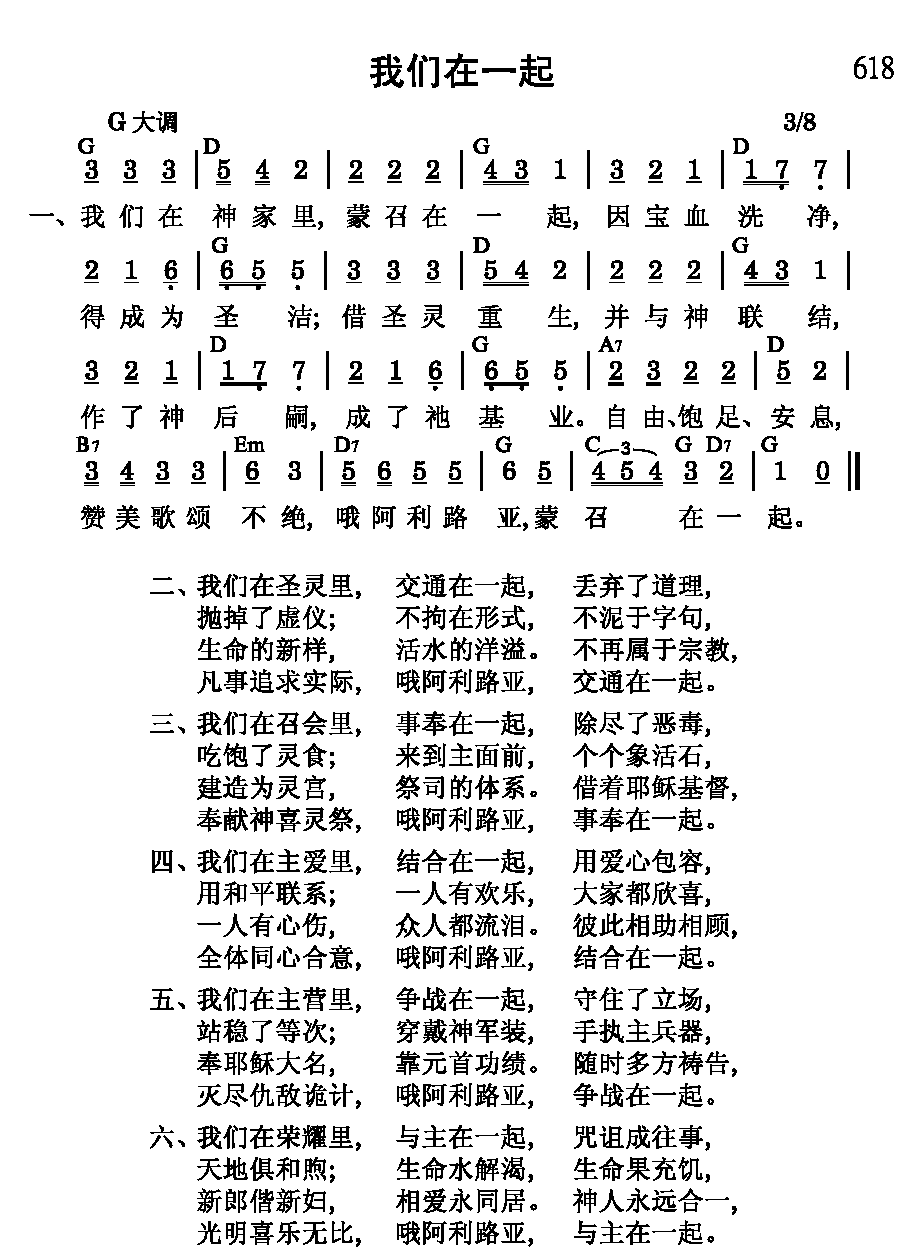 我们在一起
618
G 大调
3/8
G D G D
3 3 3 | 5 4 2 | 2 2 2 | 4 3 1 | 3 2 1 | 1 7 7 |
一、我们在 神家里, 蒙召在 一 起, 因宝血 洗 净,
G D G
2 1 6 | 6 5 5 | 3 3 3 | 5 4 2 | 2 2 2 | 4 3 1 |
得成为 圣 洁; 借圣灵 重 生, 并与神 联 结,
D G A7 D
3 2 1 | 1 7 7 | 2 1 6 | 6 5 5 | 2 3 2 2 | 5 2 |
作了神 后 嗣, 成了祂 基 业。自由、饱足、安息,
B7 Em D7 G C 3 G D7 G
3 4 3 3 | 6 3 | 5 6 5 5 | 6 5 | 4 5 4 3 2 | 1 0 ‖
赞美歌颂 不绝, 哦阿利路 亚,蒙 召 在一 起。
二、我们在圣灵里, 交通在一起, 丢弃了道理,
抛掉了虚仪; 不拘在形式, 不泥于字句,
生命的新样, 活水的洋溢。 不再属于宗教,
凡事追求实际, 哦阿利路亚, 交通在一起。
三、我们在召会里, 事奉在一起, 除尽了恶毒,
吃饱了灵食; 来到主面前, 个个象活石,
建造为灵宫, 祭司的体系。 借着耶稣基督,
奉献神喜灵祭, 哦阿利路亚, 事奉在一起。
四、我们在主爱里, 结合在一起, 用爱心包容,
用和平联系; 一人有欢乐, 大家都欣喜,
一人有心伤, 众人都流泪。 彼此相助相顾,
全体同心合意, 哦阿利路亚, 结合在一起。
五、我们在主营里, 争战在一起, 守住了立场,
站稳了等次; 穿戴神军装, 手执主兵器,
奉耶稣大名, 靠元首功绩。 随时多方祷告,
灭尽仇敌诡计, 哦阿利路亚, 争战在一起。
六、我们在荣耀里, 与主在一起, 咒诅成往事,
天地俱和煦; 生命水解渴, 生命果充饥,
新郎偕新妇, 相爱永同居。 神人永远合一,
光明喜乐无比, 哦阿利路亚, 与主在一起。